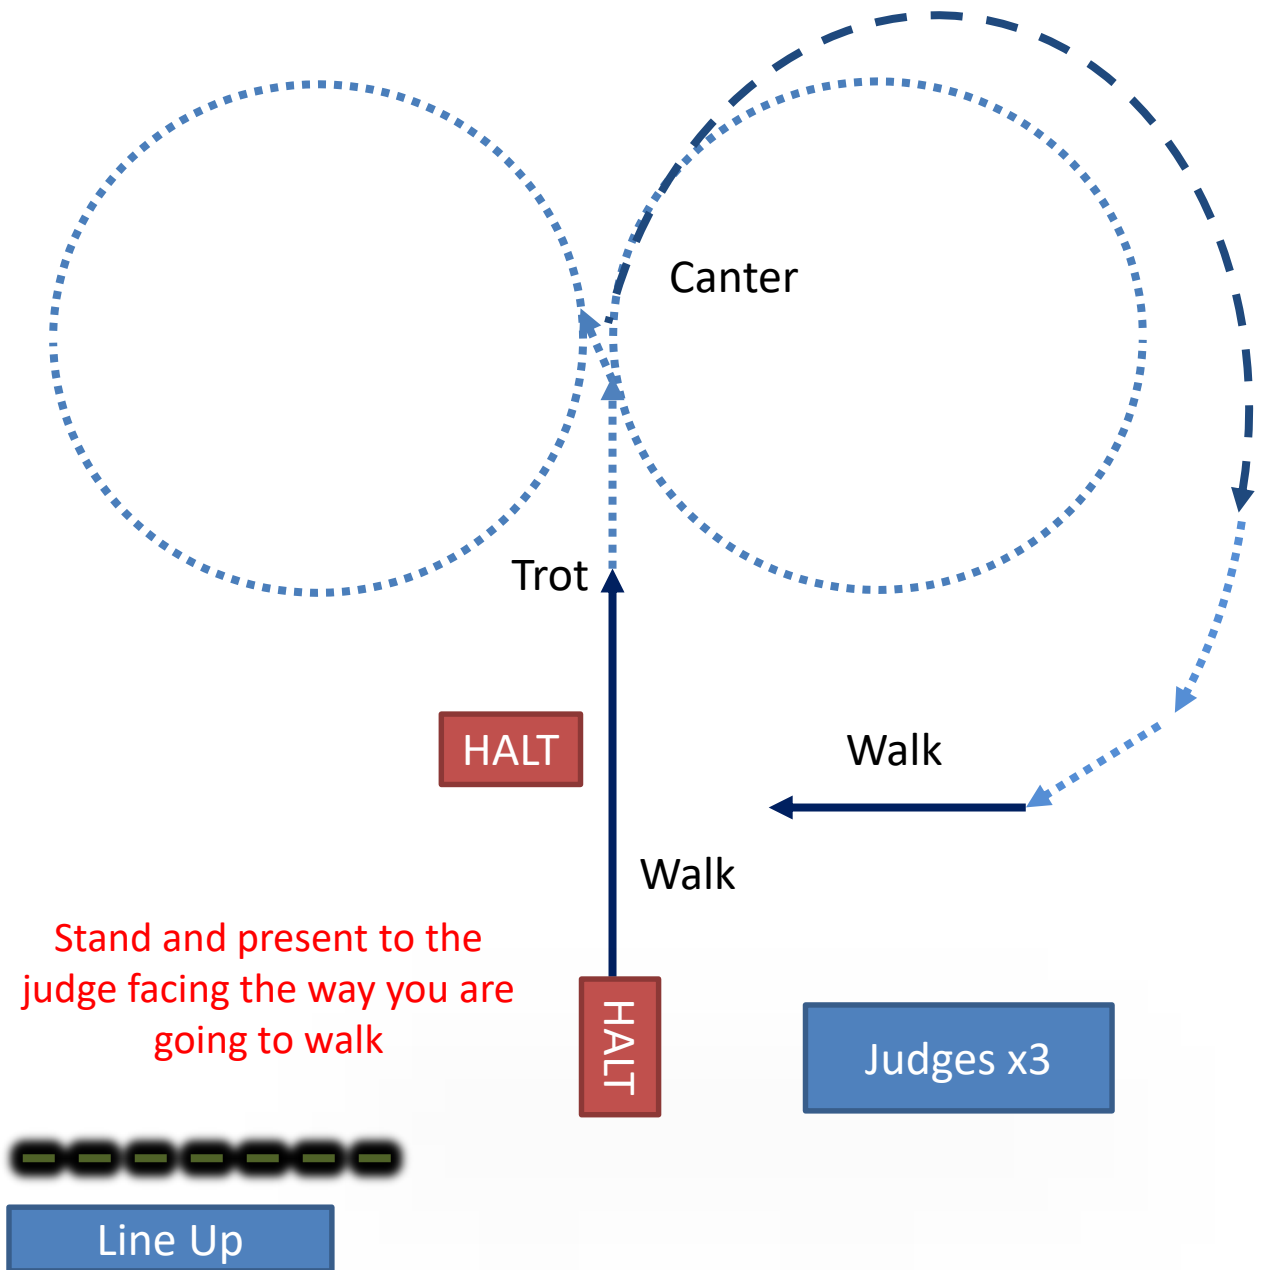 Canter
Trot
HALT
Walk
Walk
Stand and present to the
judge facing the way you are
going to walk
HALT
Judges x3
Line Up